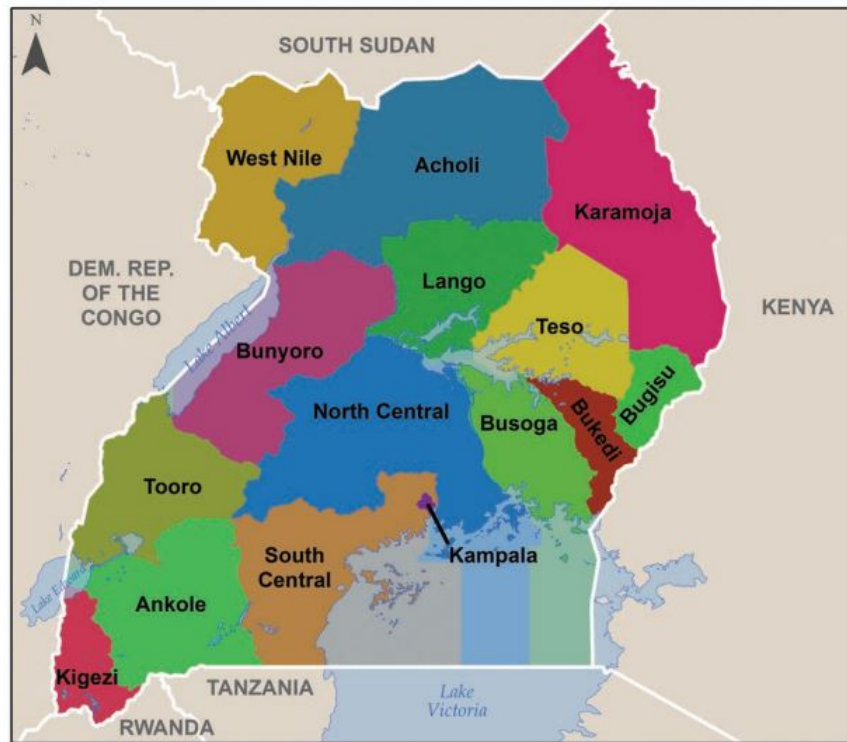 N
SOUTH SUDAN
West Nile
Acholi
Karamoja
DEM. REP.
OF THE
CONGO
Lango
KENYA
Lake Albert
Teso
Bunyoro
Bugisu
North Central
Busoga
Bukedi
Tooro
South
Central
Kampala
Lake Edward
Ankole
Kigezi
TANZANIA
Lake
Victoria
RWANDA